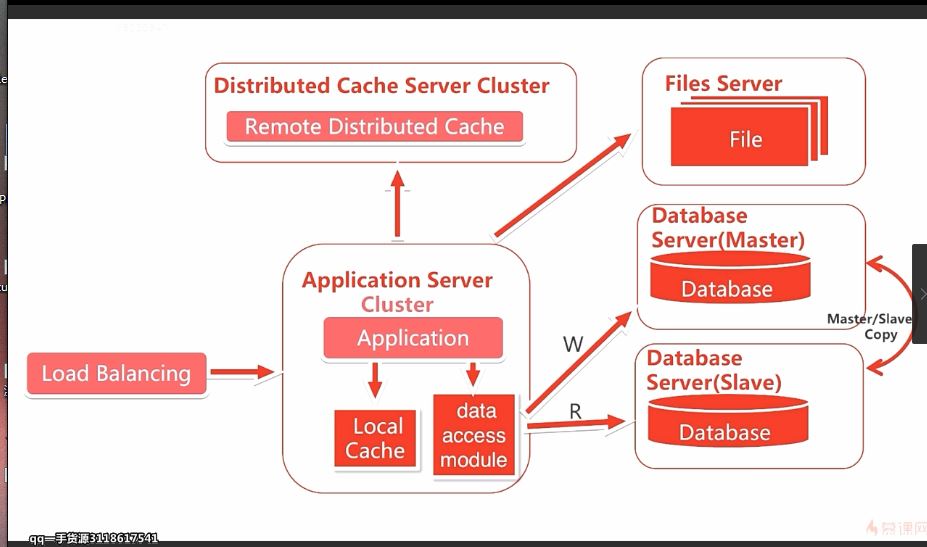 Distributed Cache Server Cluster
Remote Distributed Cache
Files Server
File
Database
Server(Master)
Database
Master/Slave
Copy
Application Server
Cluster
Application
Local
Cache
data
access
module
W
R
Load Balancing
Database
Server(Slave)
Database
慕课网
qq一手货源3118617541